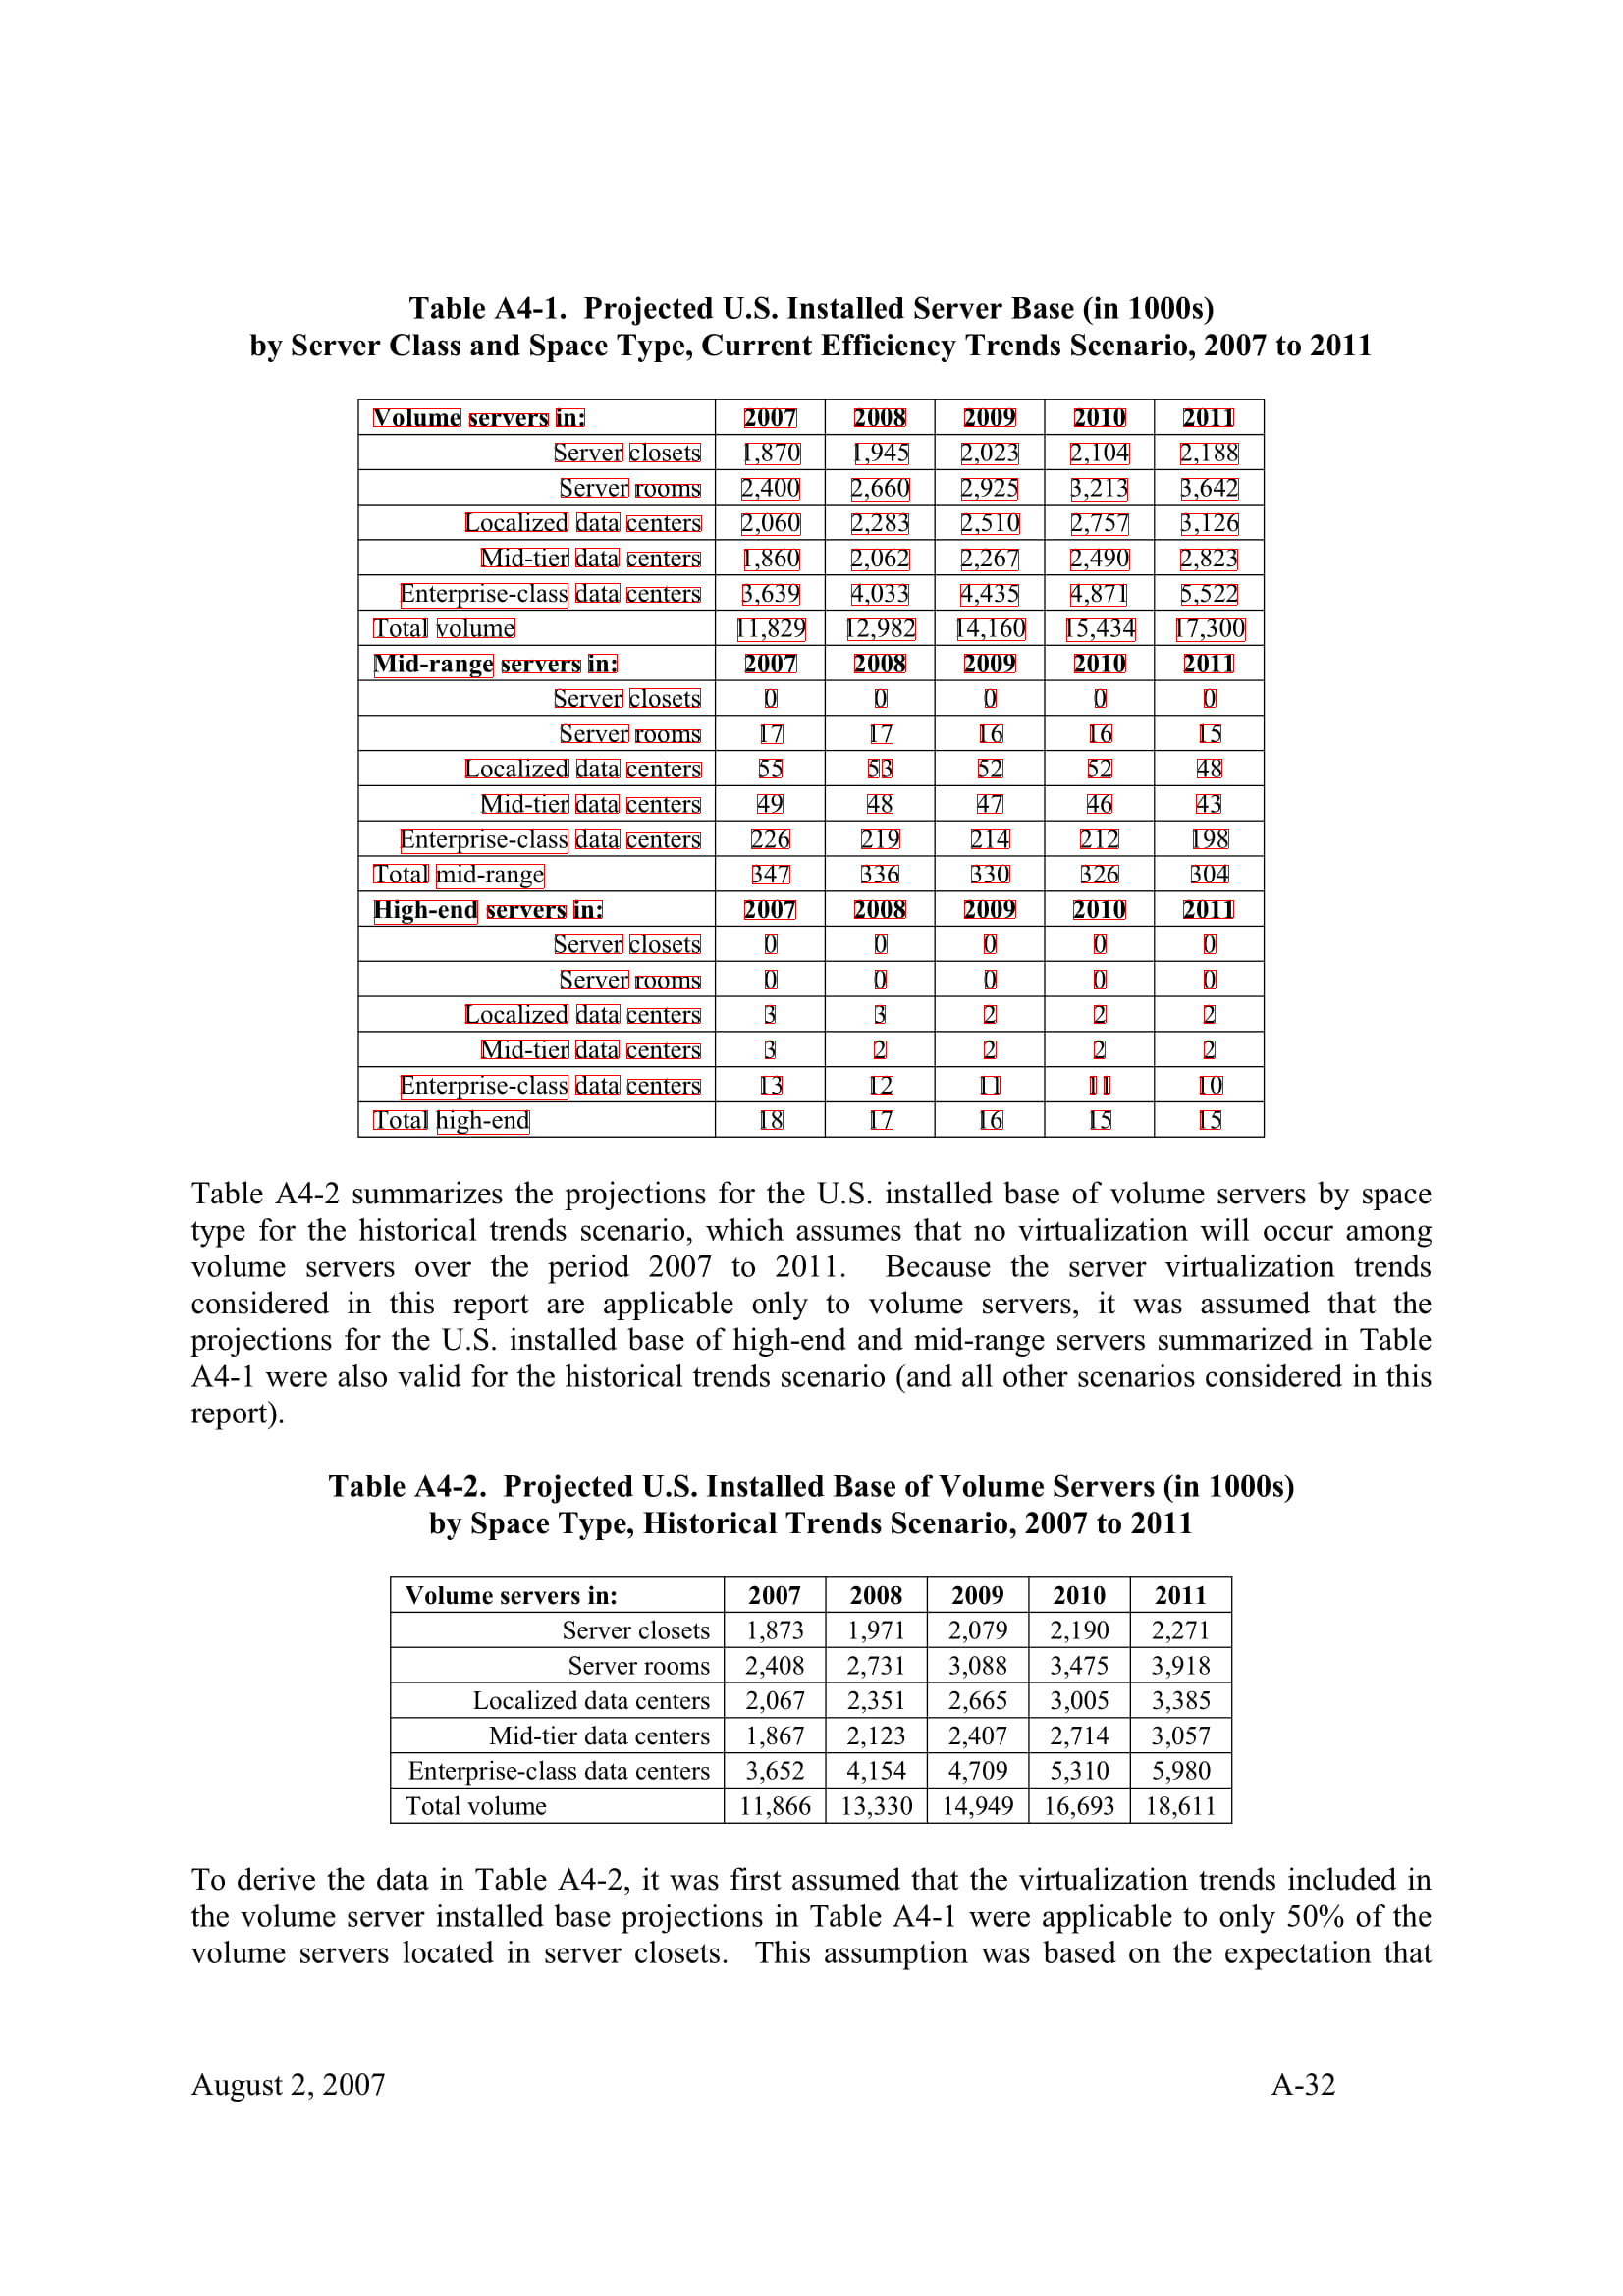 Table A4-1. Projected U.S. Installed Server Base (in 1000s)
by Server Class and Space Type, Current Efficiency Trends Scenario, 2007 to 2011
Volume servers in: 2007 2008 2009 2010 2011
Server closets 1,870 1,945 2,023 2,104 2,188
Server rooms 2,400 2,660 2,925 3,213 3,642
Localized data centers 2,060 2,283 2,510 2,757 3,126
Mid-tier data centers 1,860 2,062 2,267 2,490 2,823
Enterprise-class data centers 3,639 4,033 4,435 4,871 5,522
Total volume 11,829 12,982 14,160 15,434 17,300
Mid-range servers in: 2007 2008 2009 2010 2011
Server closets 0 0 0 0 0
Server rooms 17 17 16 16 15
Localized data centers 55 53 52 52 48
Mid-tier data centers 49 48 47 46 43
Enterprise-class data centers 226 219 214 212 198
Total mid-range 347 336 330 326 304
High-end servers in: 2007 2008 2009 2010 2011
Server closets 0 0 0 0 0
Server rooms 0 0 0 0 0
Localized data centers 3 3 2 2 2
Mid-tier data centers 3 2 2 2 2
Enterprise-class data centers 13 12 11 11 10
Total high-end 18 17 16 15 15
Table A4-2 summarizes the projections for the U.S. installed base of volume servers by space
type for the historical trends scenario, which assumes that no virtualization will occur among
volume servers over the period 2007 to 2011. Because the server virtualization trends
considered in this report are applicable only to volume servers, it was assumed that the
projections for the U.S. installed base of high-end and mid-range servers summarized in Table
A4-1 were also valid for the historical trends scenario (and all other scenarios considered in this
report).
Table A4-2. Projected U.S. Installed Base of Volume Servers (in 1000s)
by Space Type, Historical Trends Scenario, 2007 to 2011
Volume servers in: 2007 2008 2009 2010 2011
Server closets 1,873 1,971 2,079 2,190 2,271
Server rooms 2,408 2,731 3,088 3,475 3,918
Localized data centers 2,067 2,351 2,665 3,005 3,385
Mid-tier data centers 1,867 2,123 2,407 2,714 3,057
Enterprise-class data centers 3,652 4,154 4,709 5,310 5,980
Total volume 11,866 13,330 14,949 16,693 18,611
To derive the data in Table A4-2, it was first assumed that the virtualization trends included in
the volume server installed base projections in Table A4-1 were applicable to only 50% of the
volume servers located in server closets. This assumption was based on the expectation that
August 2, 2007 A-32